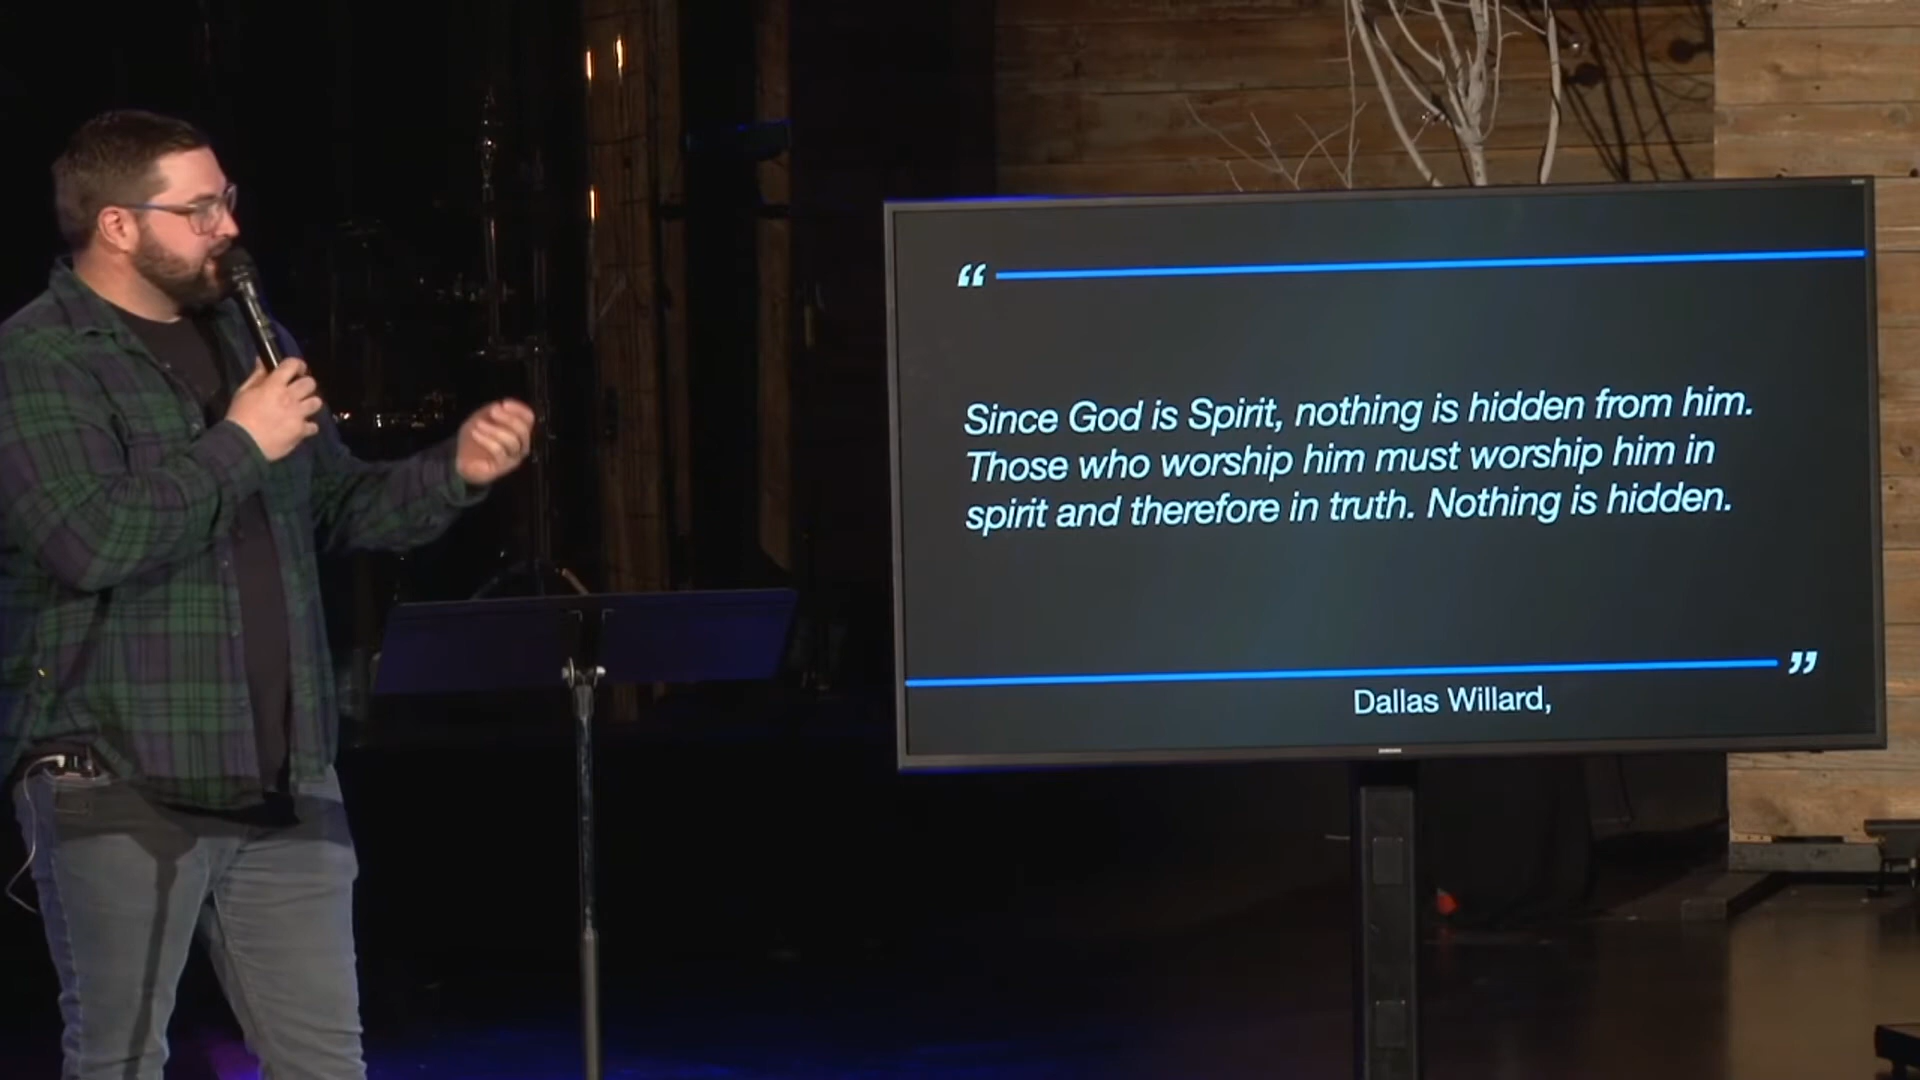 “
Since God is Spirit, nothing is hidden from him.
Those who worship him must worship him in
spirit and therefore in truth. Nothing is hidden.
”
Dallas Willard,
SAMSUNG